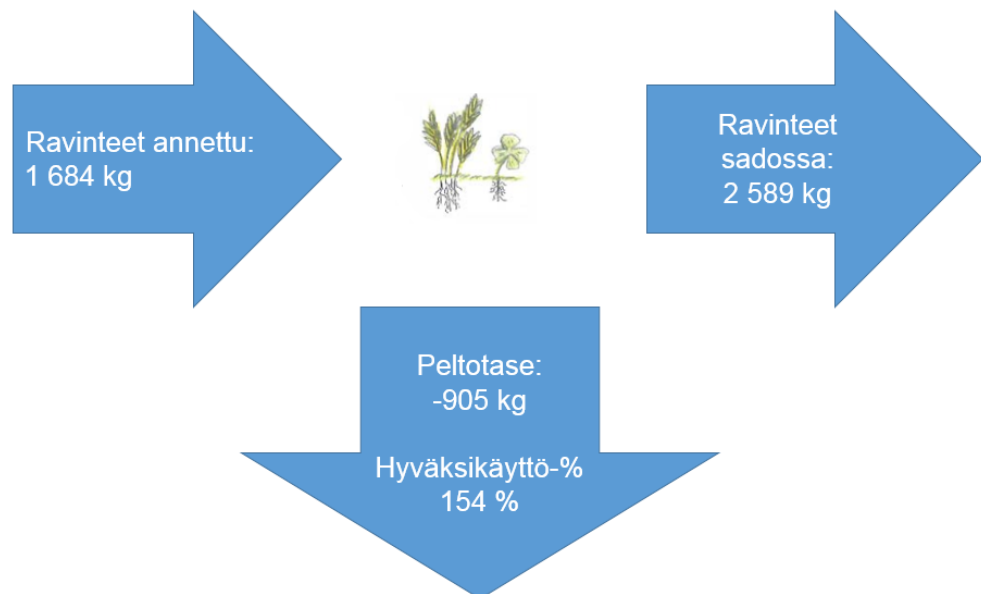 Ravinteet annettu:
1 684 kg
Ravinteet
sadossa:
2 589 kg
Peltotase:
-905 kg
Hyväksikäyttö-%
154 %